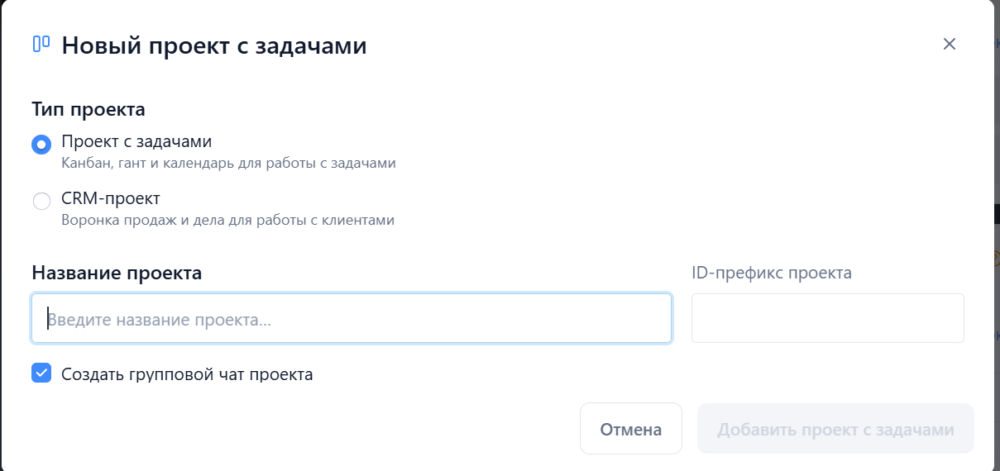 Новый проект с задачами
Тип проекта
Проект с задачами
Канбан, гант и календарь для работы с задачами
CRM-проект
Воронка продаж и дела для работы с клиентами
Название проекта
ID-префикс проекта
Введите название проекта...
Создать групповой чат проекта
Отмена
Добавить проект с задачами